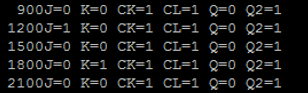 900J=0 K=0 CK=1 CL=1 Q=0 Q2=1
1200J=1 K=0 CK=1 CL=1 Q=0 Q2=1
1500J=0 K=0 CK=1 CL=1 Q=0 Q2=1
1800J=0 K=1 CK=1 CL=1 Q=0 Q2=1
2100J=0 K=0 CK=1 CL=1 Q=0 Q2=1